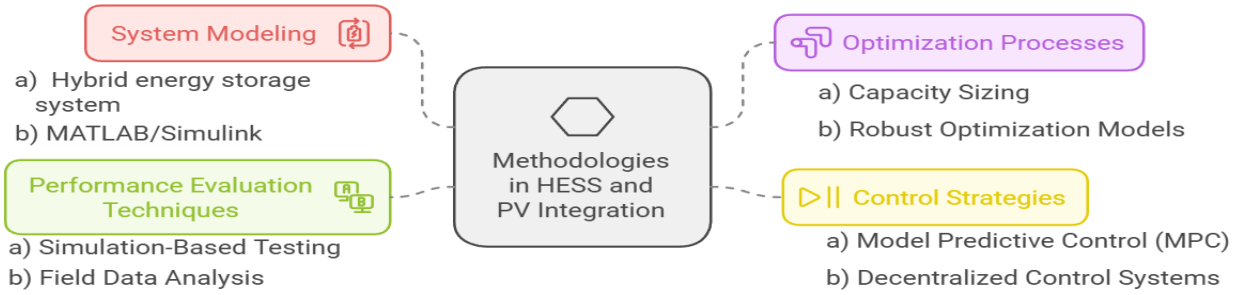 System Modeling
a) Hybrid energy storage
system
b) MATLAB/Simulink
Performance Evaluation
Techniques
A
B
a) Simulation-Based Testing
b) Field Data Analysis
Methodologies
in HESS and
PV Integration
Optimization Processes
a) Capacity Sizing
b) Robust Optimization Models
Control Strategies
a) Model Predictive Control (MPC)
b) Decentralized Control Systems